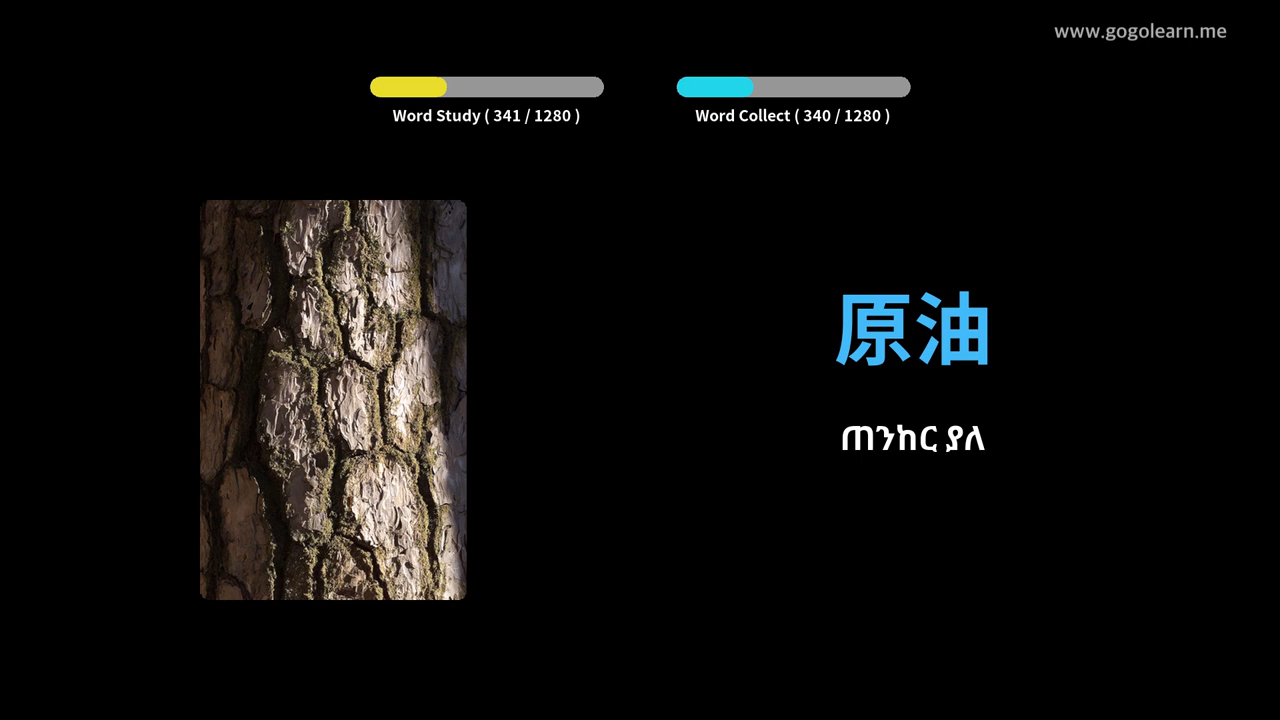 www.gogolearn.me
Word Study ( 341 / 1280 )
Word Collect ( 340 / 1280 )
原油
ጠንከር ያለ